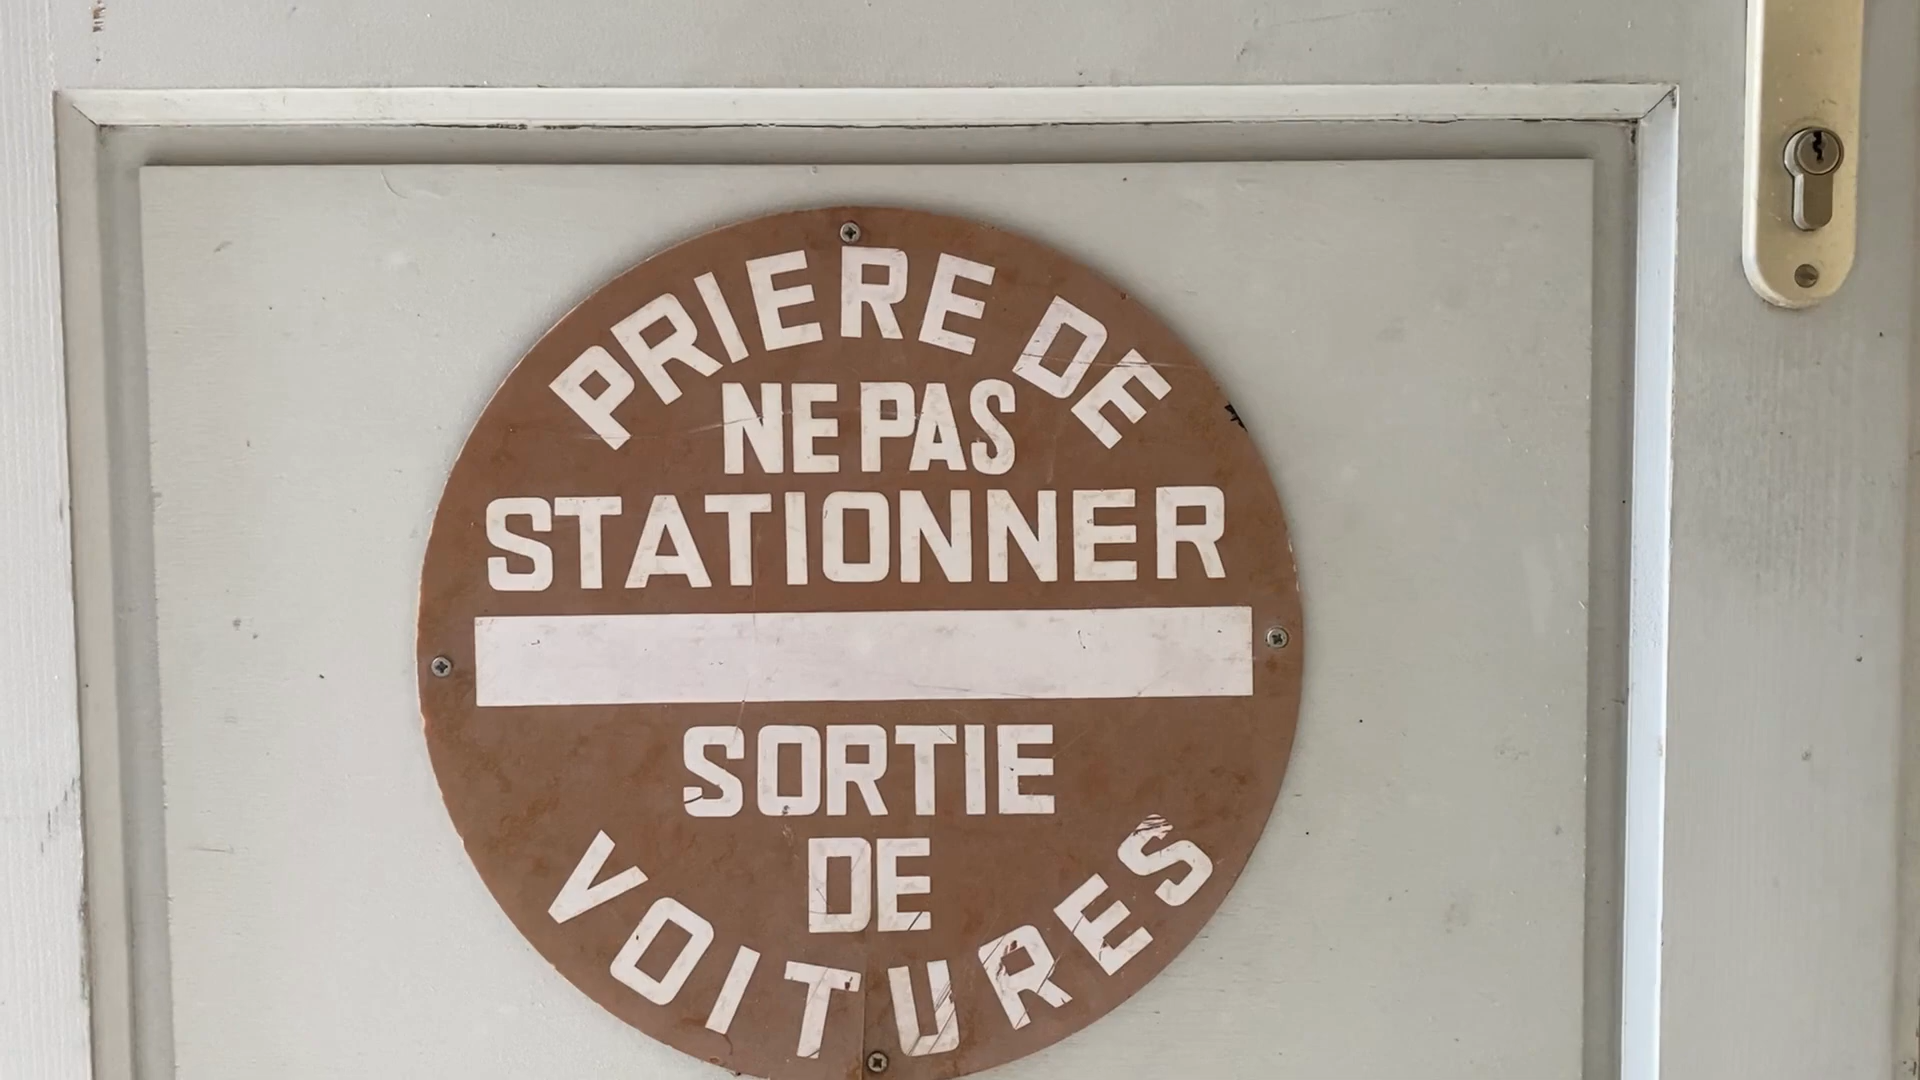 PRIERE DE
NE PAS
STATIONNER
SORTIE
DE
VOITURES